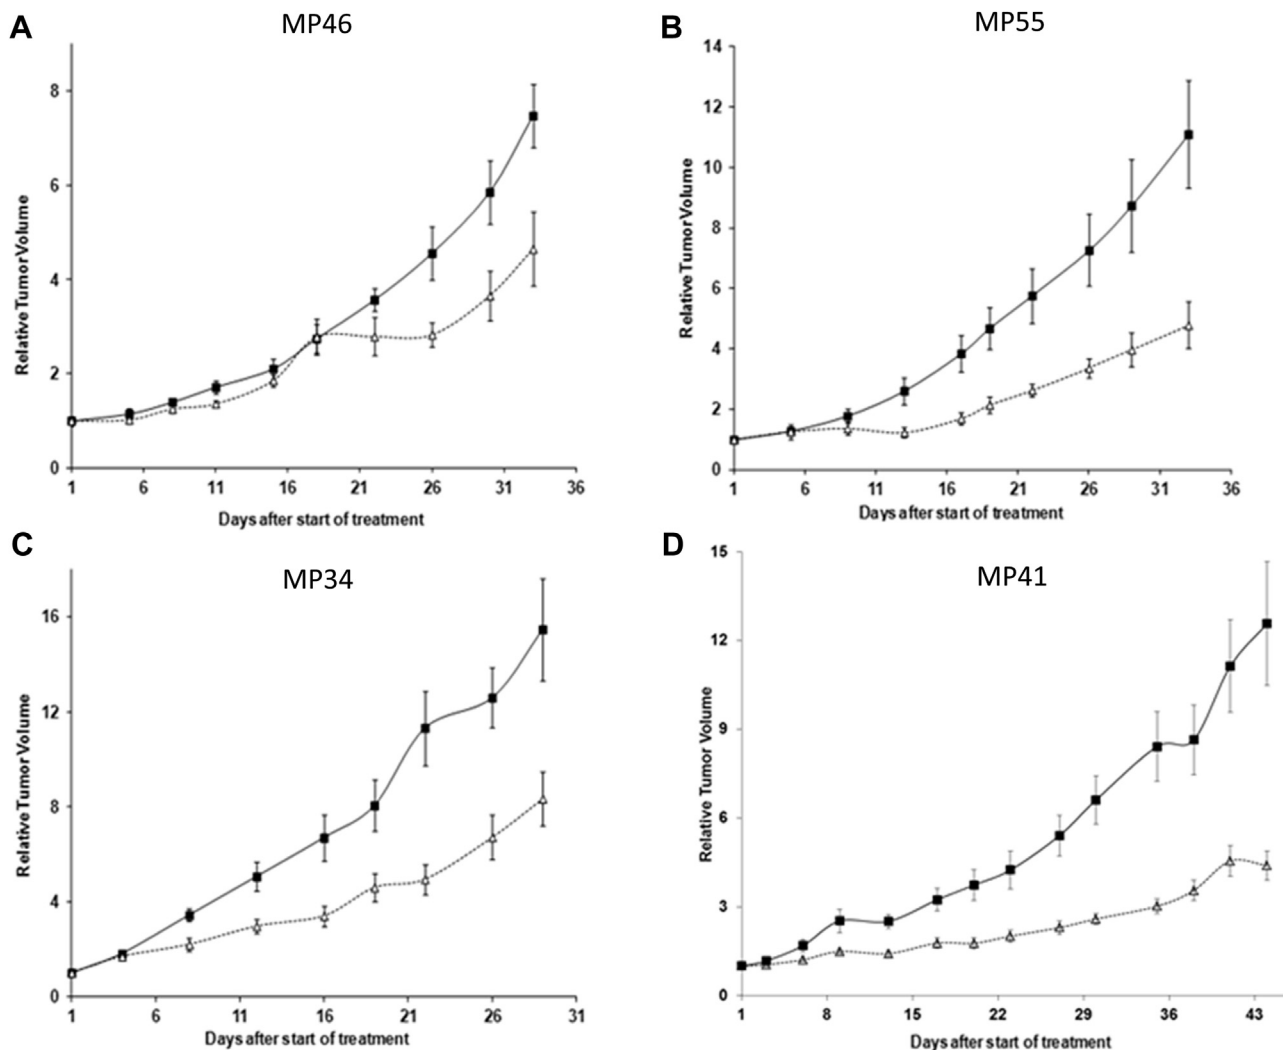 A
MP46
8
6
4
2
0
Relative Tumor Volume
1 6 11 16 21 26 31 36
Days after start of treatment
B
MP55
14
12
10
8
6
4
2
0
Relative Tumor Volume
1 6 11 16 21 26 31 36
Days after start of treatment
C
MP34
16
12
8
4
0
Relative Tumor Volume
1 6 11 16 21 26 31
Days after start of treatment
D
MP41
15
12
9
6
3
0
Relative Tumor Volume
1 8 15 22 29 36 43
Days after start of treatment